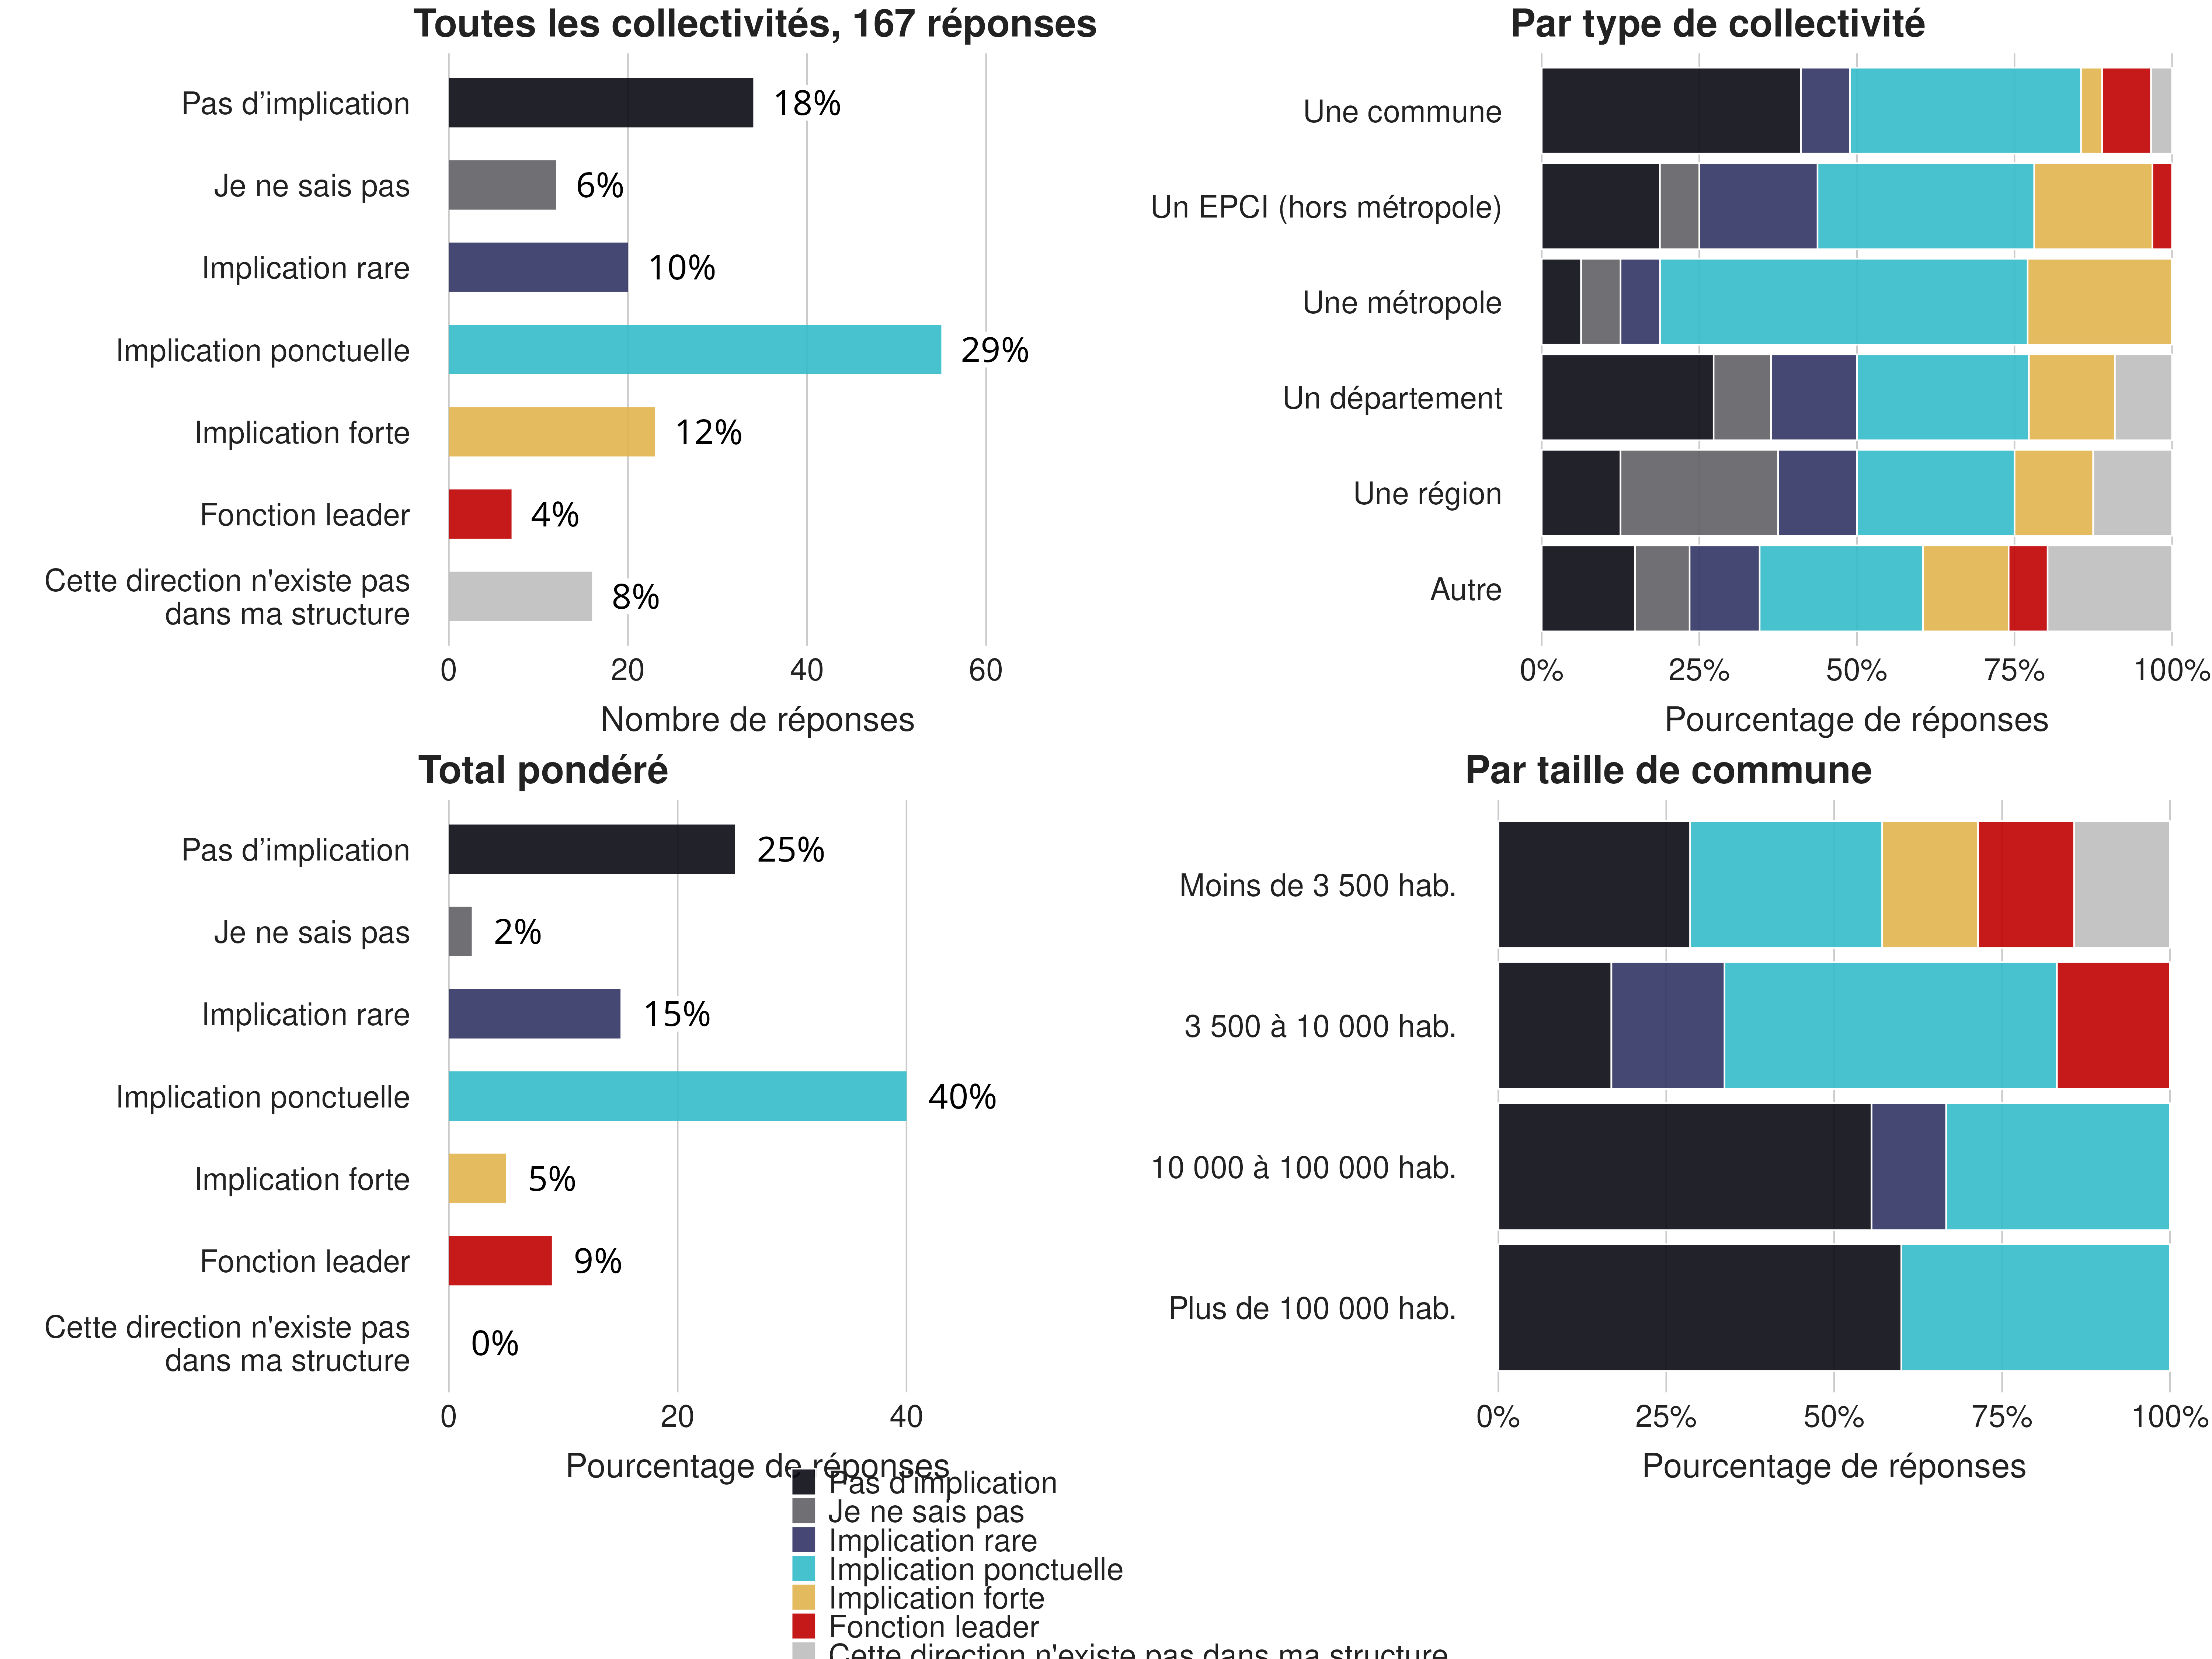 Toutes les collectivités, 167 réponses
Pas d’implication
18%
Je ne sais pas
6%
Implication rare
10%
Implication ponctuelle
29%
Implication forte
12%
Fonction leader
4%
Cette direction n'existe pas
dans ma structure
8%
0 20 40 60
Nombre de réponses
Par type de collectivité
Une commune
Un EPCI (hors métropole)
Une métropole
Un département
Une région
Autre
0% 25% 50% 75% 100%
Pourcentage de réponses
Total pondéré
Pas d’implication
25%
Je ne sais pas
2%
Implication rare
15%
Implication ponctuelle
40%
Implication forte
5%
Fonction leader
9%
Cette direction n'existe pas
dans ma structure
0%
0 20 40
Pourcentage de réponses
Par taille de commune
Moins de 3 500 hab.
3 500 à 10 000 hab.
10 000 à 100 000 hab.
Plus de 100 000 hab.
0% 25% 50% 75% 100%
Pourcentage de réponses
Pas d’implication
Je ne sais pas
Implication rare
Implication ponctuelle
Implication forte
Fonction leader
Cette direction n'existe pas dans ma structure